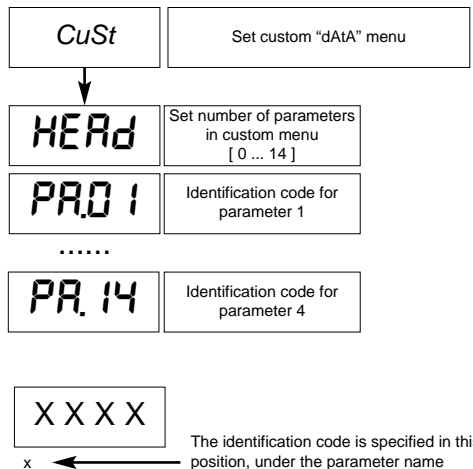 CuSt
Set custom “dAtA” menu
HEAd
Set number of parameters
in custom menu
[ 0 ... 14 ]
PA.01
Identification code for
parameter 1
......
PA. 14
Identification code for
parameter 4
X X X X
The identification code is specified in thi
x
position, under the parameter name